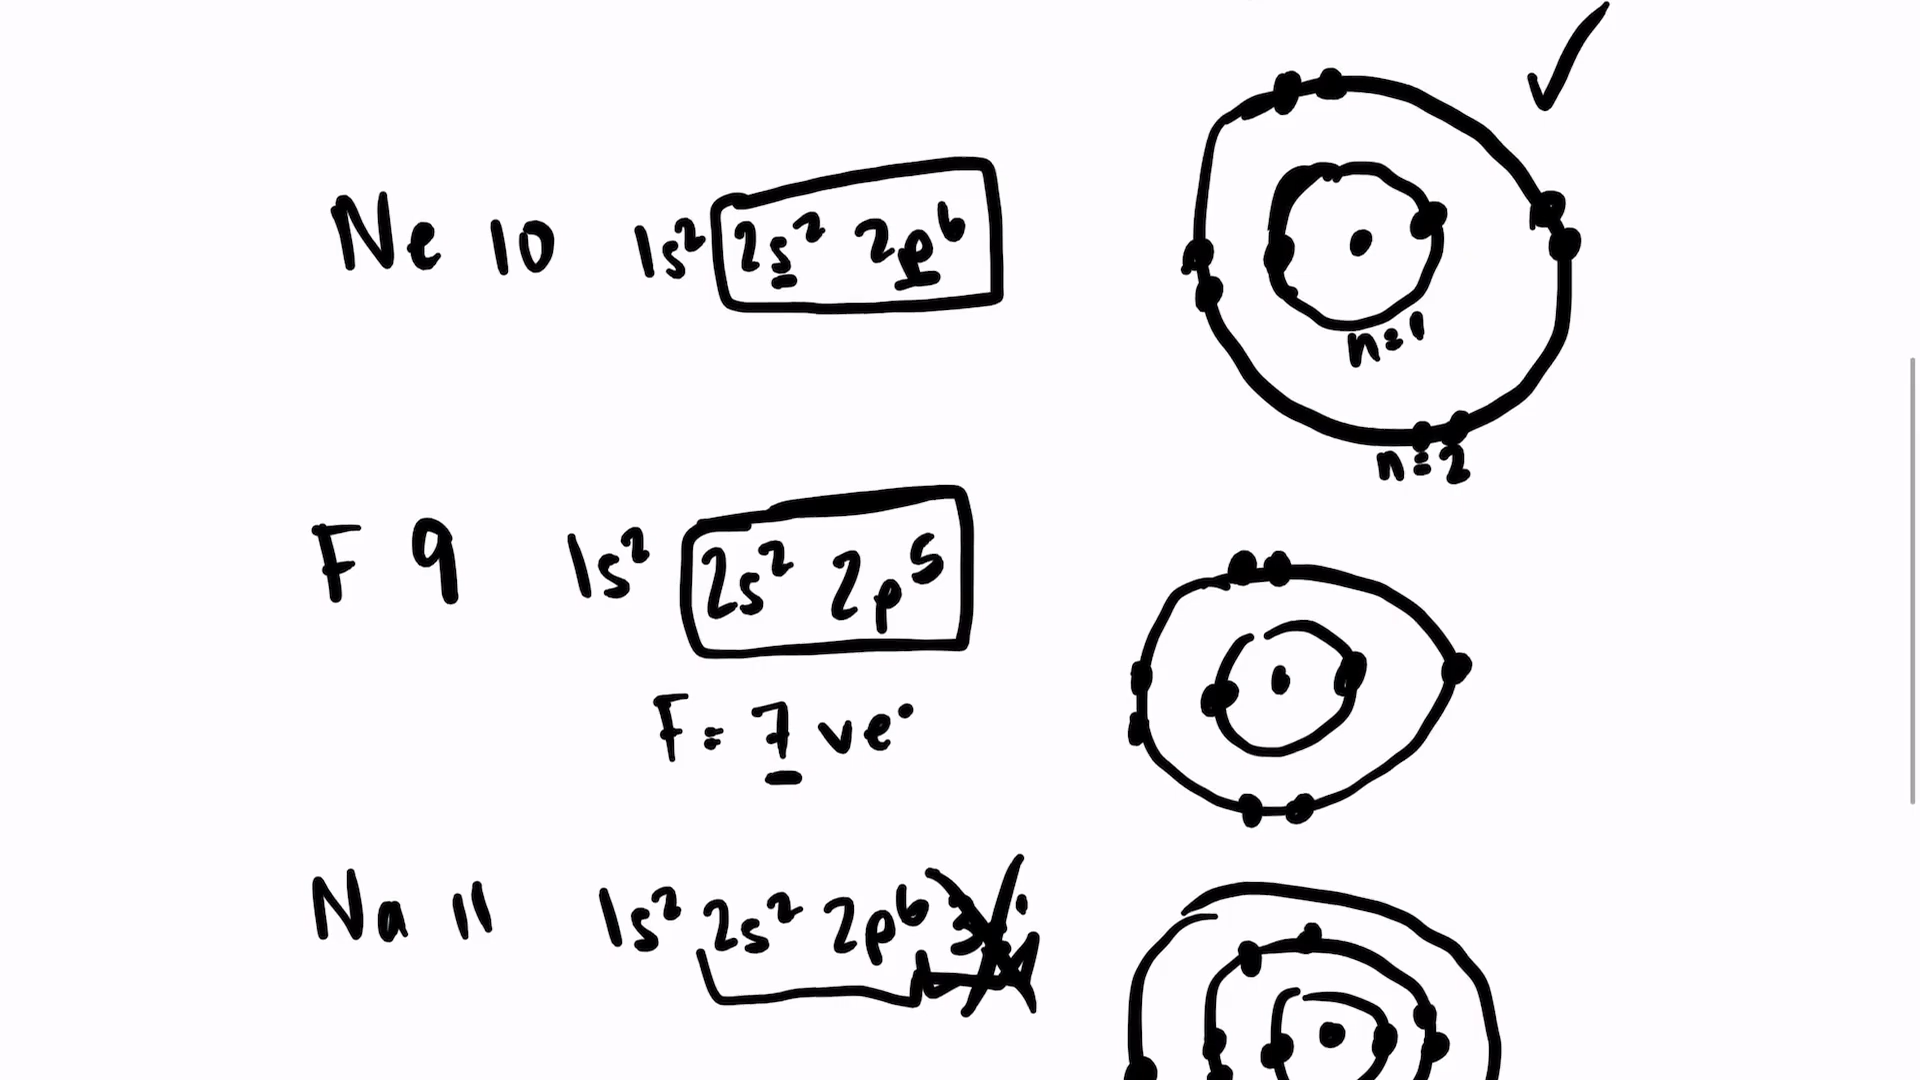 Ne 10 1s² 2s² 2p⁶
n=1
n=2
F 9 1s² 2s² 2p⁵
F = 7 ve⁻
Na 11 1s² 2s² 2p⁶